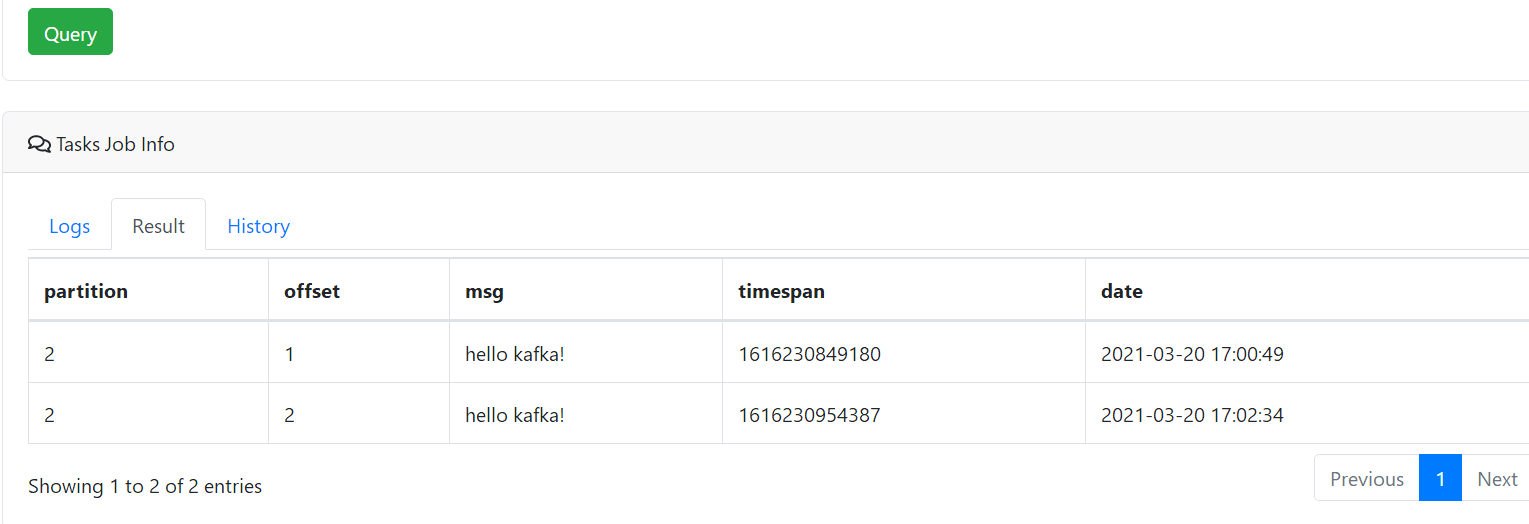 Query
Tasks Job Info
Logs Result History
partition offset msg timespan date
2 1 hello kafka! 1616230849180 2021-03-20 17:00:49
2 2 hello kafka! 1616230954387 2021-03-20 17:02:34
Showing 1 to 2 of 2 entries
Previous 1 Next